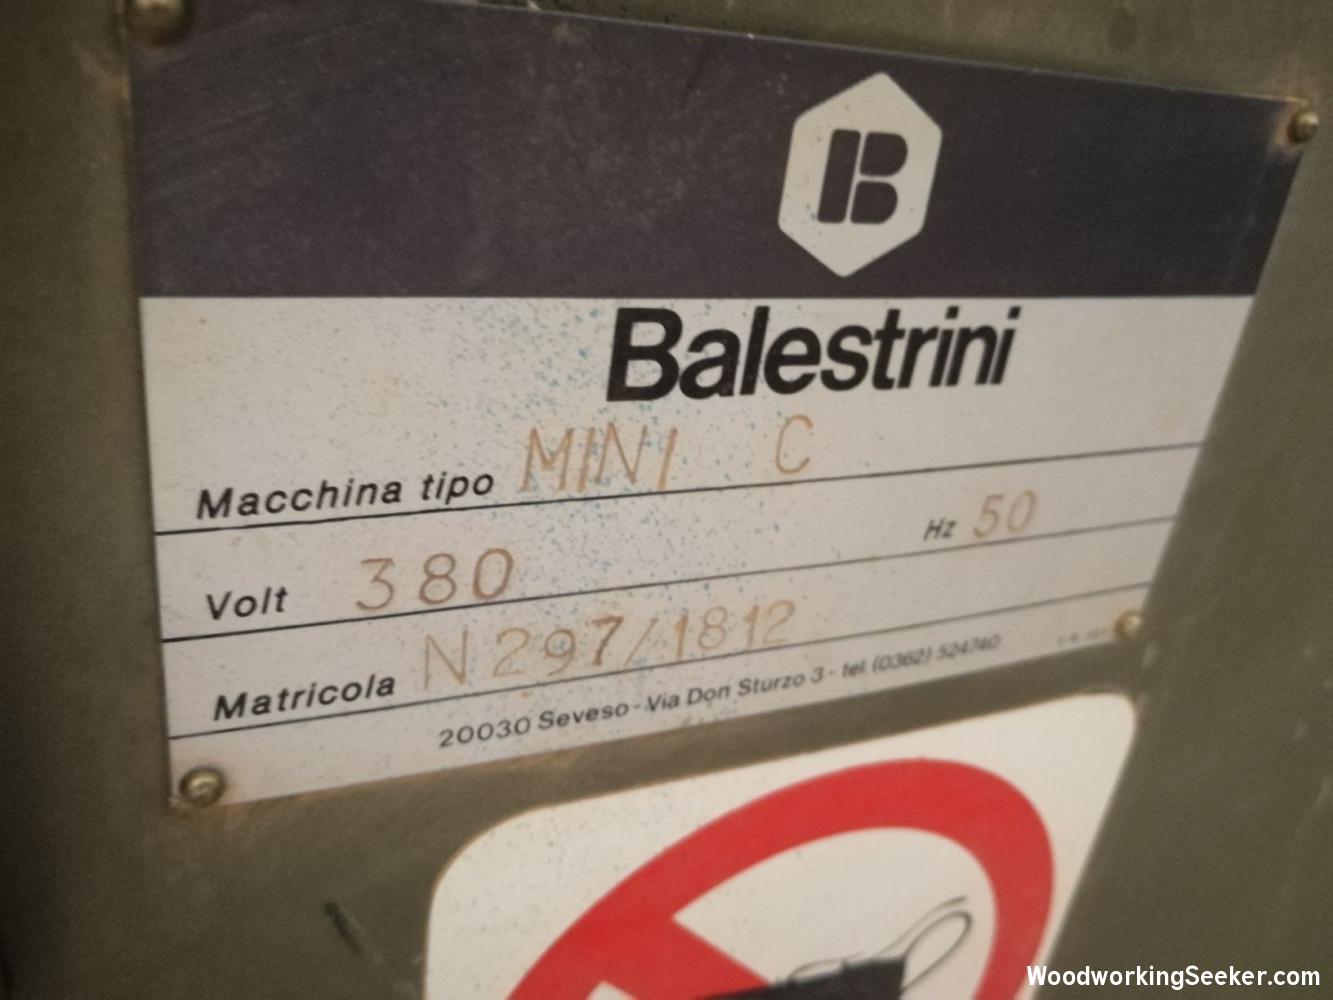 B
Balestrini
Macchina tipo MINI C
Volt 380 Hz 50
Matricola N 297/1812
20030 Seveso - Via Don Sturzo 3 - tel. (0362) 524740
WoodworkingSeeker.com